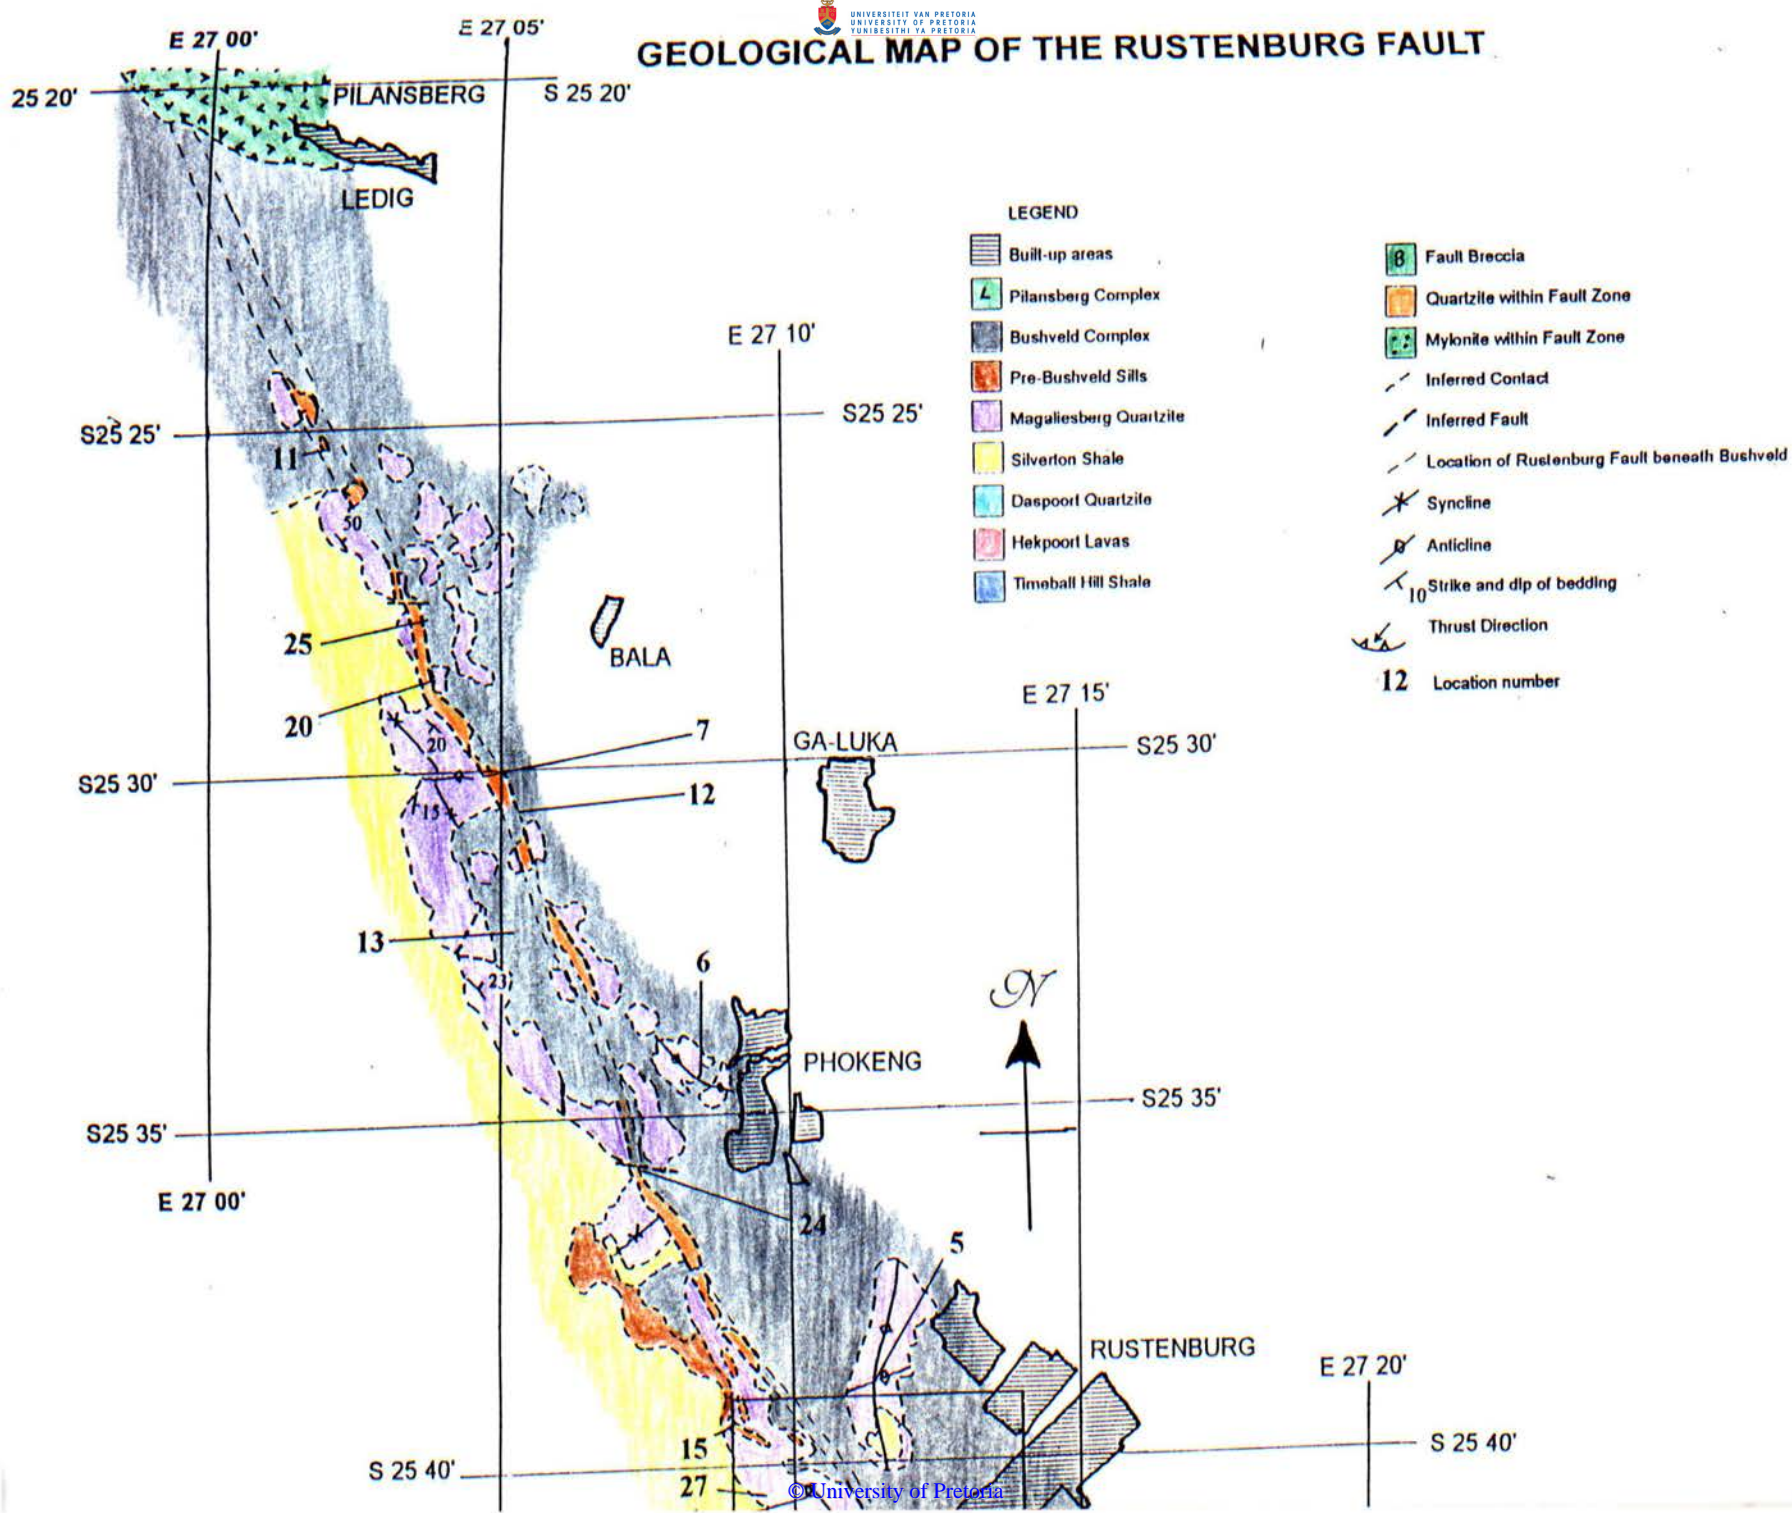 UNIVERSITEIT VAN PRETORIA
UNIVERSITY OF PRETORIA
YUNIBESITHI YA PRETORIA
GEOLOGICAL MAP OF THE RUSTENBURG FAULT
E 27 00'
E 27 05'
25 20'
PILANSBERG
S 25 20'
LEDIG
LEGEND
Built-up areas
Pilansberg Complex
Bushveld Complex
Pre-Bushveld Sills
Magaliesberg Quartzite
Silverton Shale
Daspoort Quartzite
Hekpoort Lavas
Timeball Hill Shale
B Fault Breccia
Quartzite within Fault Zone
Mylonite within Fault Zone
Inferred Contact
Inferred Fault
Location of Rustenburg Fault beneath Bushveld
Syncline
Anticline
10 Strike and dip of bedding
Thrust Direction
12 Location number
E 27 10'
S25 25'
S25 25'
11
50
25
BALA
20
20
7
E 27 15'
GA-LUKA
S25 30'
S25 30'
12
15
13
23
6
N
PHOKENG
S25 35'
S25 35'
E 27 00'
24
5
RUSTENBURG
E 27 20'
15
S 25 40'
S 25 40'
27
© University of Pretoria